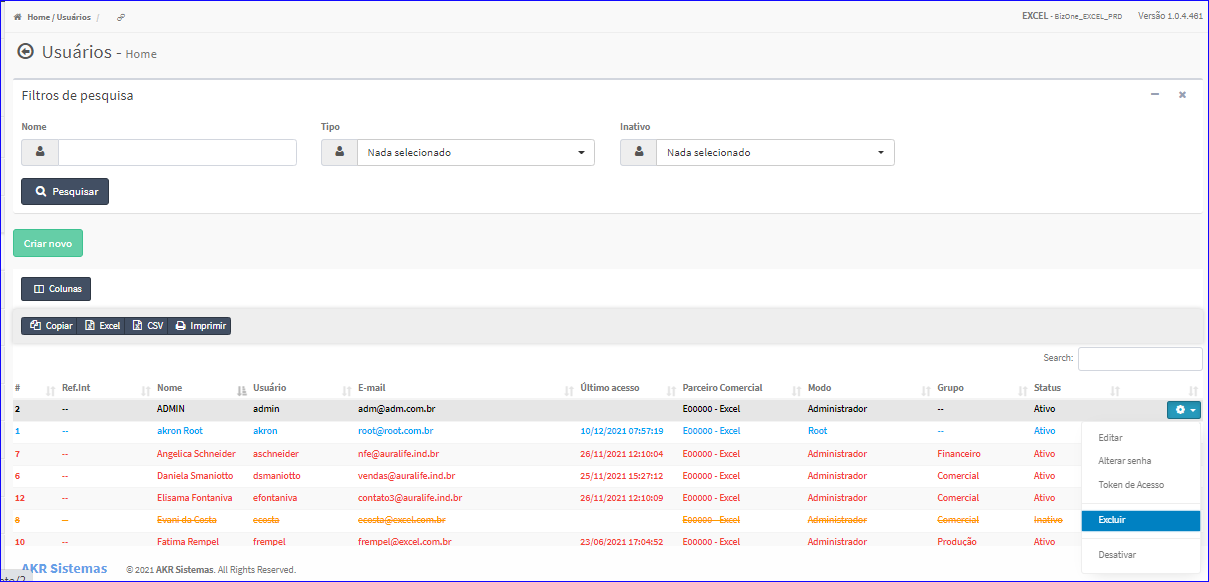 Home / Usuários /
EXCEL - BizOne_EXCEL_PRD Versão 1.0.4.461
Usuários - Home
Filtros de pesquisa
Nome Tipo Inativo
Nada selecionado Nada selecionado
Pesquisar
Criar novo
Colunas
Copiar Excel CSV Imprimir
Search:
# Ref.Int Nome Usuário E-mail Último acesso Parceiro Comercial Modo Grupo Status
2 -- ADMIN admin adm@adm.com.br E00000 - Excel Administrador -- Ativo
1 -- akron Root akron root@root.com.br 10/12/2021 07:57:19 E00000 - Excel Root -- Ativo
7 -- Angelica Schneider aschneider nfe@auralife.ind.br 26/11/2021 12:10:04 E00000 - Excel Administrador Financeiro Ativo
6 -- Daniela Smaniotto dsmaniotto vendas@auralife.ind.br 25/11/2021 15:27:12 E00000 - Excel Administrador Comercial Ativo
12 -- Elisama Fontaniva efontaniva contato3@auralife.ind.br 26/11/2021 12:10:09 E00000 - Excel Administrador Comercial Ativo
8 -- Evani da Costa ecosta ecosta@excel.com.br E00000 - Excel Administrador Comercial Inativo
10 -- Fatima Rempel frempel frempel@excel.com.br 23/06/2021 17:04:52 E00000 - Excel Administrador Produção Ativo
Editar
Alterar senha
Token de Acesso
Excluir
Desativar
AKR Sistemas © 2021 AKR Sistemas. All Rights Reserved.